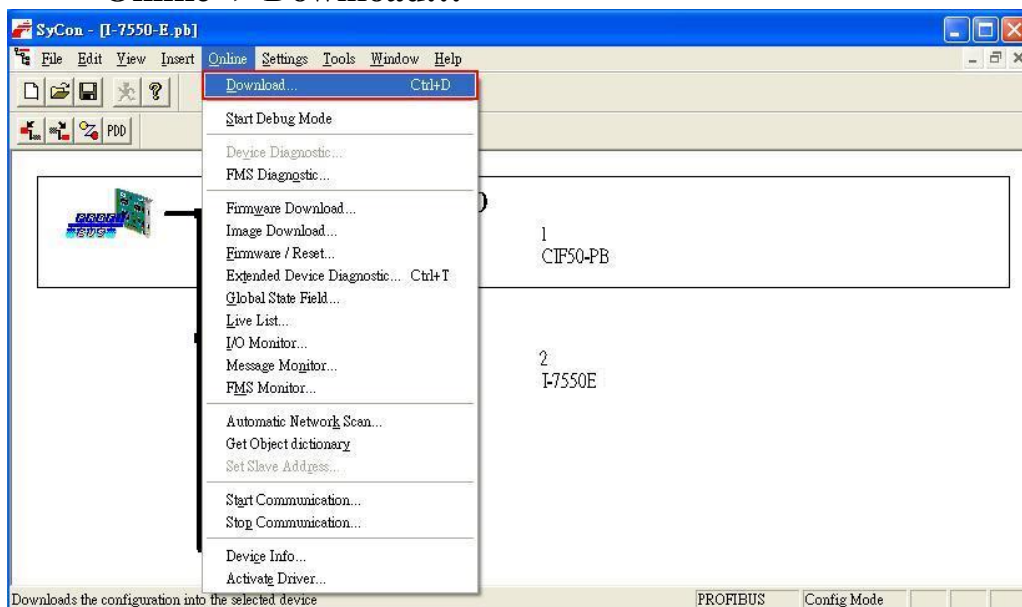 SyCon - [I-7550-E.pb]
File Edit View Insert Online Settings Tools Window Help
Download... Ctrl+D
PDD
Start Debug Mode
Device Diagnostic...
FMS Diagnostic...
Firmware Download...
Image Download...
Firmware / Reset...
Extended Device Diagnostic... Ctrl+T
Global State Field...
Live List...
I/O Monitor...
Message Monitor...
FMS Monitor...
Automatic Network Scan...
Get Object dictionary
Set Slave Address...
Start Communication...
Stop Communication...
Device Info...
Activate Driver...
1
CIF50-PB
2
I-7550E
Downloads the configuration into the selected device PROFIBUS Config Mode